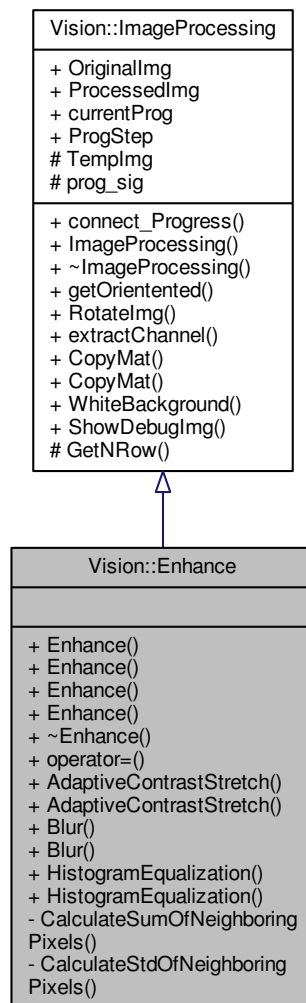 Vision::ImageProcessing
+ OriginalImg
+ ProcessedImg
+ currentProg
+ ProgStep
# TempImg
# prog_sig
+ connect_Progress()
+ ImageProcessing()
+ ~ImageProcessing()
+ getOrientented()
+ RotateImg()
+ extractChannel()
+ CopyMat()
+ CopyMat()
+ WhiteBackground()
+ ShowDebugImg()
# GetNRow()
Vision::Enhance
+ Enhance()
+ Enhance()
+ Enhance()
+ Enhance()
+ ~Enhance()
+ operator=()
+ AdaptiveContrastStretch()
+ AdaptiveContrastStretch()
+ Blur()
+ Blur()
+ HistogramEqualization()
+ HistogramEqualization()
- CalculateSumOfNeighboring
Pixels()
- CalculateStdOfNeighboring
Pixels()